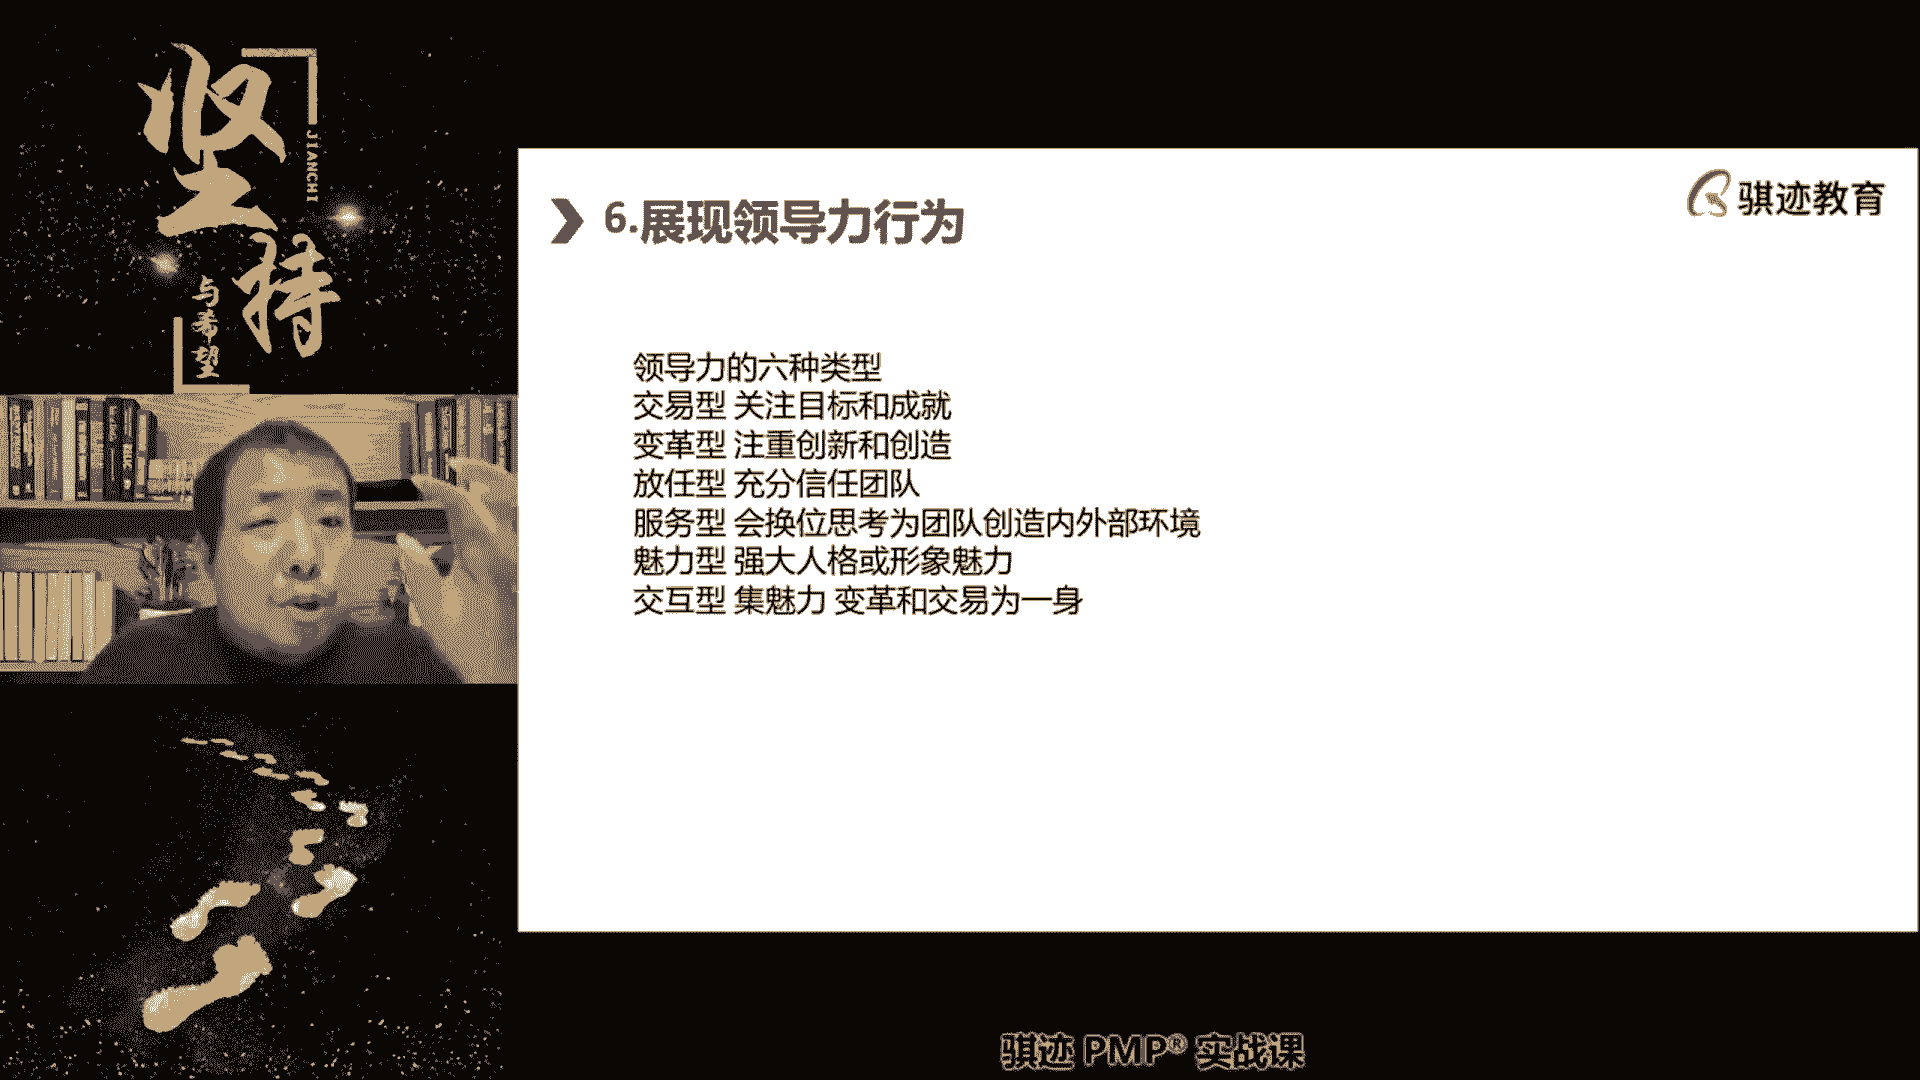 坚持
JIANCHI
与希望
骐迹教育
6.展现领导力行为
领导力的六种类型
交易型 关注目标和成就
变革型 注重创新和创造
放任型 充分信任团队
服务型 会换位思考为团队创造内外部环境
魅力型 强大人格或形象魅力
交互型 集魅力 变革和交易为一身
骐迹 PMP® 实战课